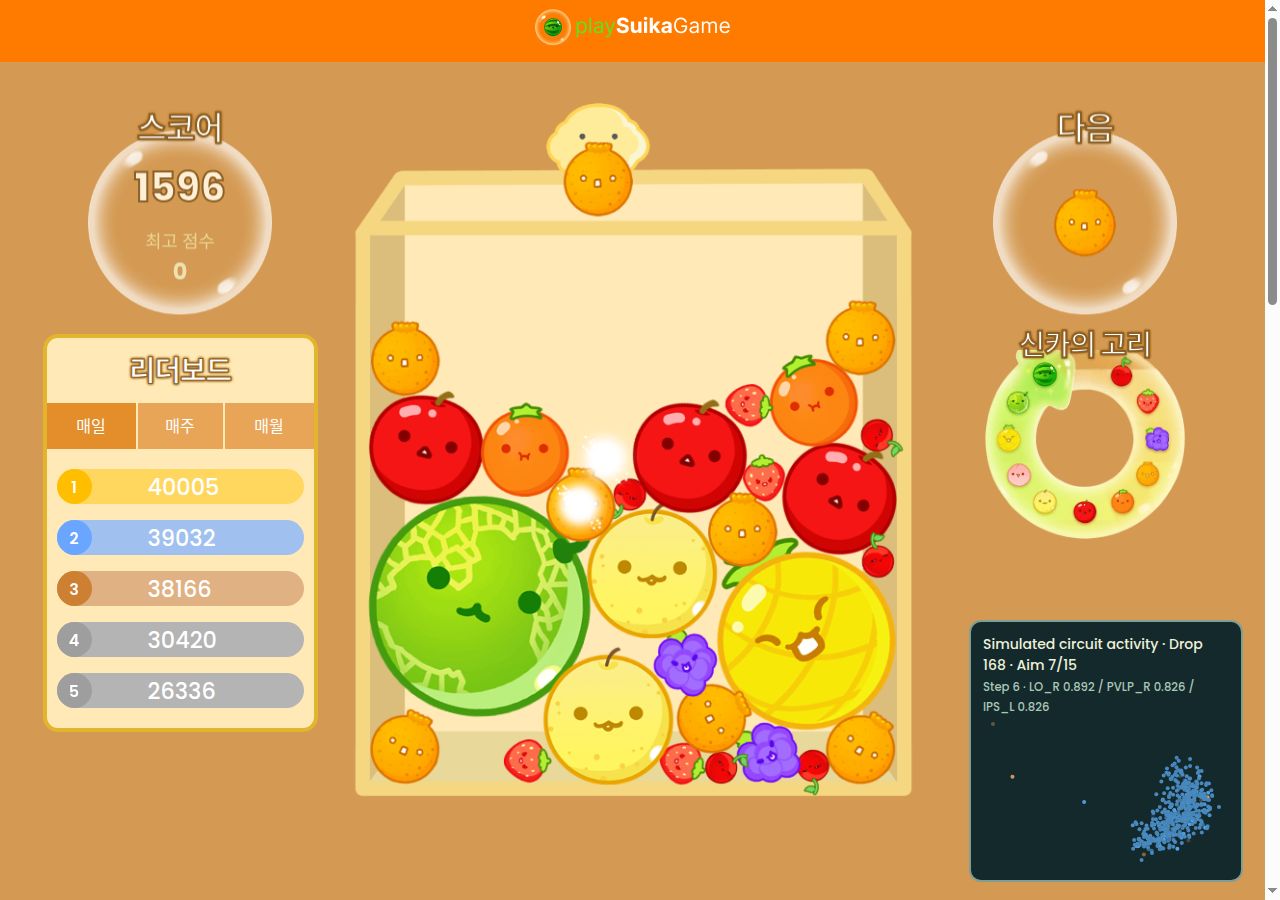 playSuikaGame
스코어
1596
최고 점수
0
리더보드
매일
매주
매월
1 40005
2 39032
3 38166
4 30420
5 26336
다음
신카의 고리
Simulated circuit activity · Drop
168 · Aim 7/15
Step 6 · LO_R 0.892 / PVLP_R 0.826 /
IPS_L 0.826